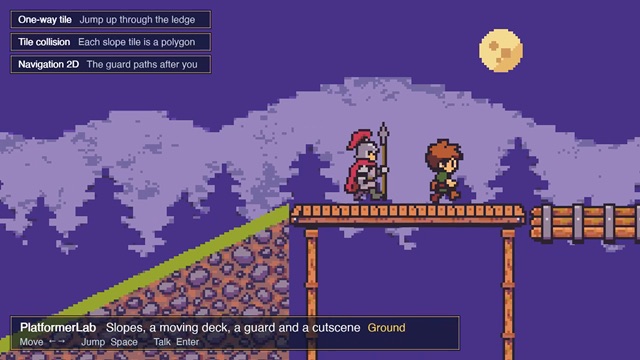 One-way tile Jump up through the ledge
Tile collision Each slope tile is a polygon
Navigation 2D The guard paths after you
PlatformerLab Slopes, a moving deck, a guard and a cutscene Ground
Move ←→ Jump Space Talk Enter